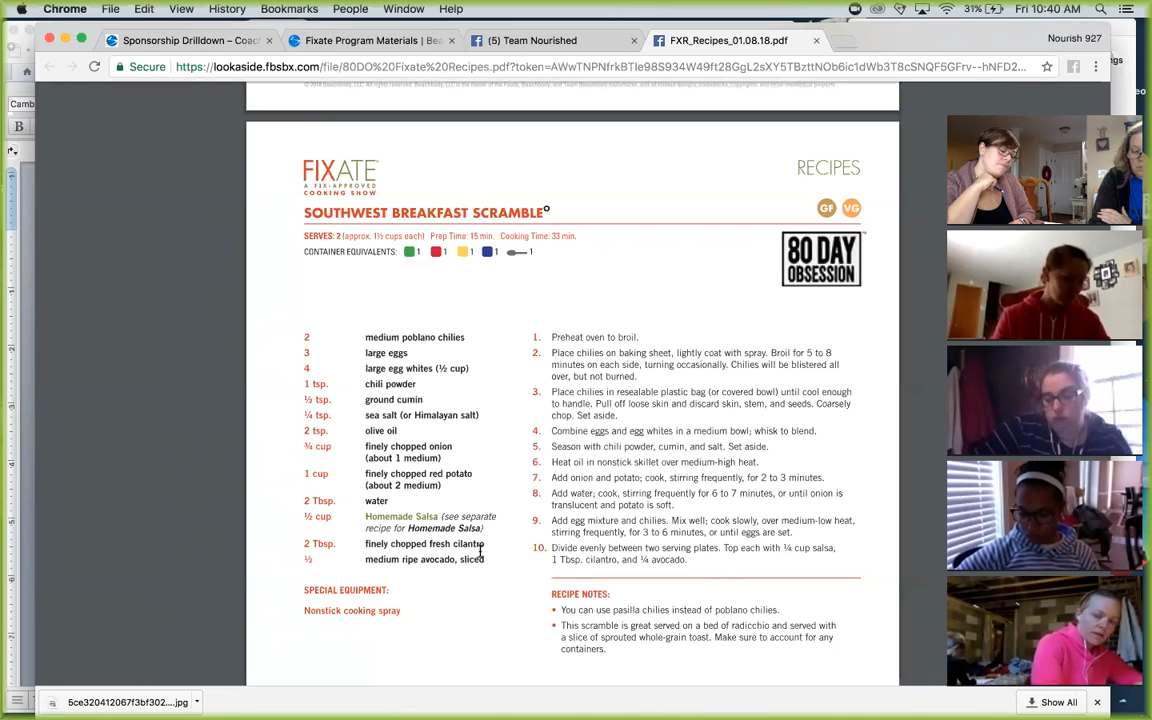 Chrome File Edit View History Bookmarks People Window Help 31% Fri 10:40 AM
Sponsorship Drilldown – Coac
Fixate Program Materials | Bea
(5) Team Nourished
FXR_Recipes_01.08.18.pdf
Nourish 927
Secure https://lookaside.fbsbx.com/file/80DO%20Fixate%20Recipes.pdf?token=
Camb
B
FIXATE
A FIX-APPROVED
COOKING SHOW
RECIPES
SOUTHWEST BREAKFAST SCRAMBLE
GF VG
SERVES: 2 (approx. 1½ cups each) Prep Time: 15 min. Cooking Time: 33 min.
CONTAINER EQUIVALENTS: 1 1 1 1 1
80 DAY
OBSESSION
2 medium poblano chilies
3 large eggs
4 large egg whites (½ cup)
1 tsp. chili powder
½ tsp. ground cumin
¼ tsp. sea salt (or Himalayan salt)
2 tsp. olive oil
¾ cup finely chopped onion
(about 1 medium)
1 cup finely chopped red potato
(about 2 medium)
2 Tbsp. water
½ cup Homemade Salsa (see separate
recipe for Homemade Salsa)
2 Tbsp. finely chopped fresh cilantro
½ medium ripe avocado, sliced
SPECIAL EQUIPMENT:
Nonstick cooking spray
1. Preheat oven to broil.
2. Place chilies on baking sheet, lightly coat with spray. Broil for 5 to 8
minutes on each side, turning occasionally. Chilies will be blistered all
over, but not burned.
3. Place chilies in resealable plastic bag (or covered bowl) until cool enough
to handle. Pull off loose skin and discard skin, stem, and seeds. Coarsely
chop. Set aside.
4. Combine eggs and egg whites in a medium bowl; whisk to blend.
5. Season with chili powder, cumin, and salt. Set aside.
6. Heat oil in nonstick skillet over medium-high heat.
7. Add onion and potato; cook, stirring frequently, for 2 to 3 minutes.
8. Add water; cook, stirring frequently for 6 to 7 minutes, or until onion is
translucent and potato is soft.
9. Add egg mixture and chilies. Mix well; cook slowly, over medium-low heat,
stirring frequently, for 3 to 6 minutes, or until eggs are set.
10. Divide evenly between two serving plates. Top each with ¼ cup salsa,
1 Tbsp. cilantro, and ¼ avocado.
RECIPE NOTES:
• You can use pasilla chilies instead of poblano chilies.
• This scramble is great served on a bed of radicchio and served with
a slice of sprouted whole-grain toast. Make sure to account for any
containers.
5ce320412067f3bf302....jpg
Show All